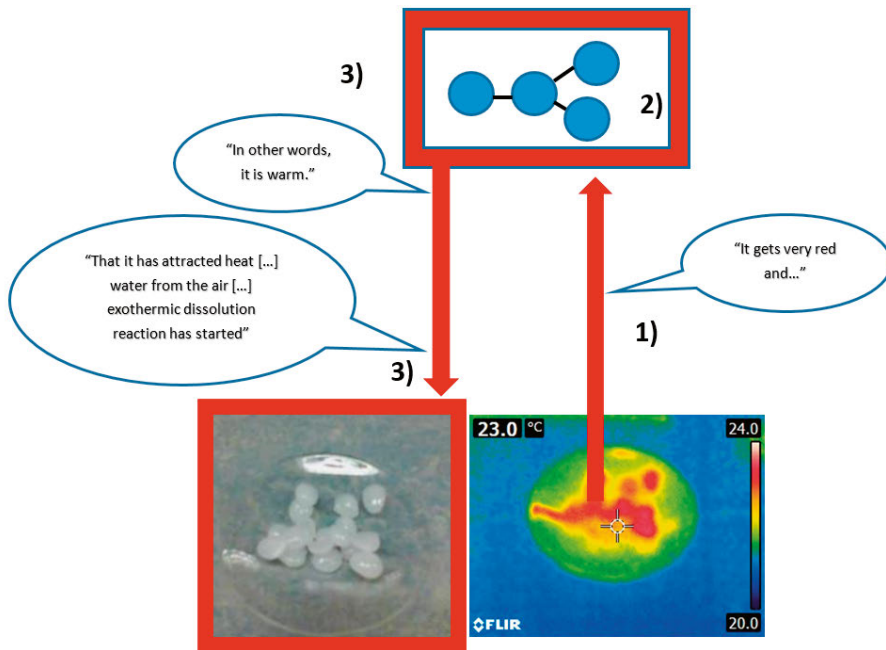 3)
2)
“In other words,
it is warm.”
“It gets very red
and...”
“That it has attracted heat [...]
water from the air [...]
exothermic dissolution
reaction has started”
1)
3)
23.0 °C
24.0
20.0
FLIR